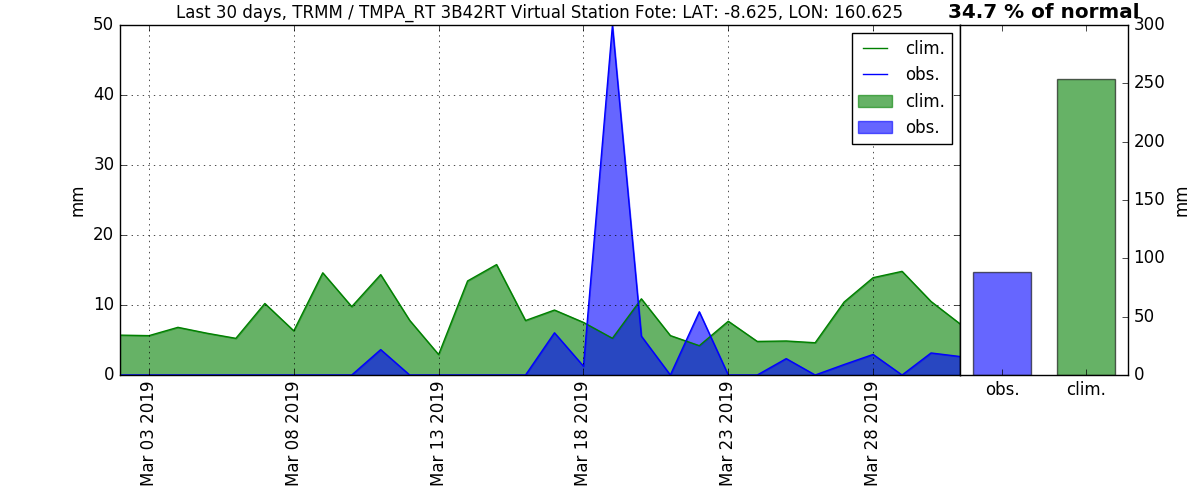 Last 30 days, TRMM / TMPA_RT 3B42RT Virtual Station Fote: LAT: -8.625, LON: 160.625
34.7 % of normal
50
40
30
20
10
0
mm
clim.
obs.
clim.
obs.
Mar 03 2019
Mar 08 2019
Mar 13 2019
Mar 18 2019
Mar 23 2019
Mar 28 2019
300
250
200
150
100
50
0
mm
obs.
clim.